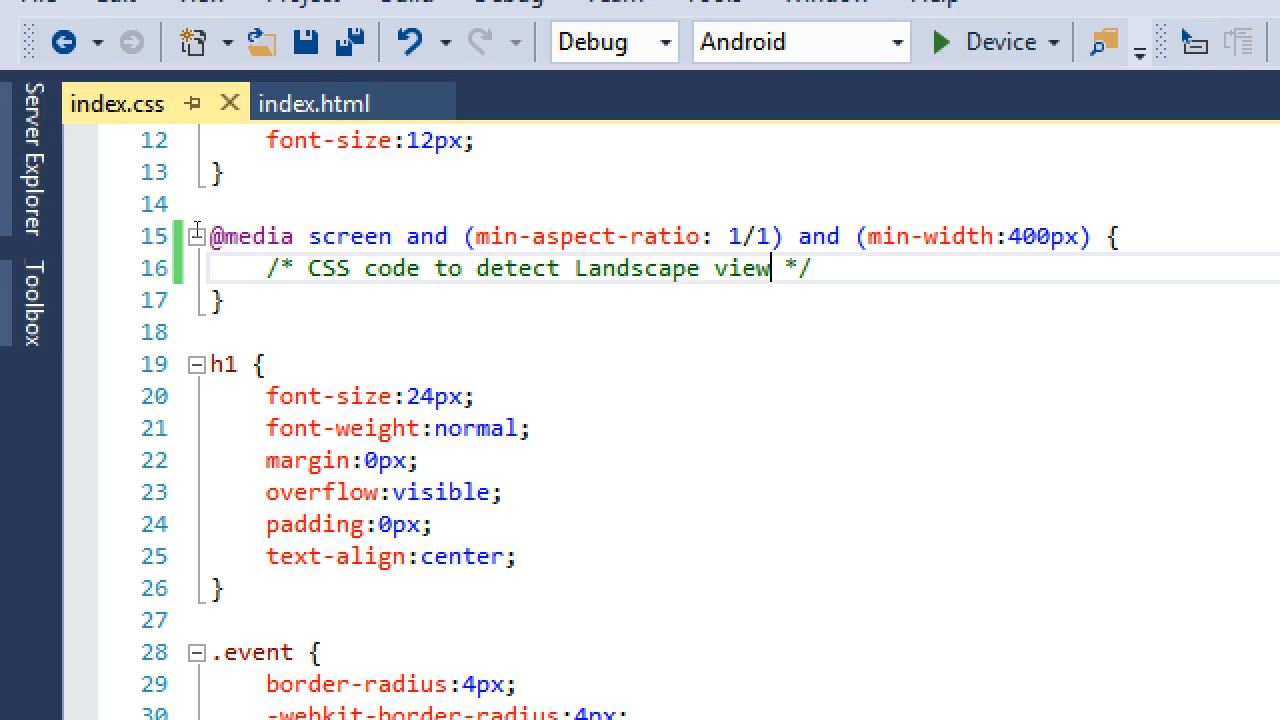 Debug Android Device
index.css index.html
Server Explorer
Toolbox
12 font-size:12px;
13 }
14
15 @media screen and (min-aspect-ratio: 1/1) and (min-width:400px) {
16 /* CSS code to detect Landscape view */
17 }
18
19 h1 {
20 font-size:24px;
21 font-weight:normal;
22 margin:0px;
23 overflow:visible;
24 padding:0px;
25 text-align:center;
26 }
27
28 .event {
29 border-radius:4px;
30 -webkit-border-radius:4px;